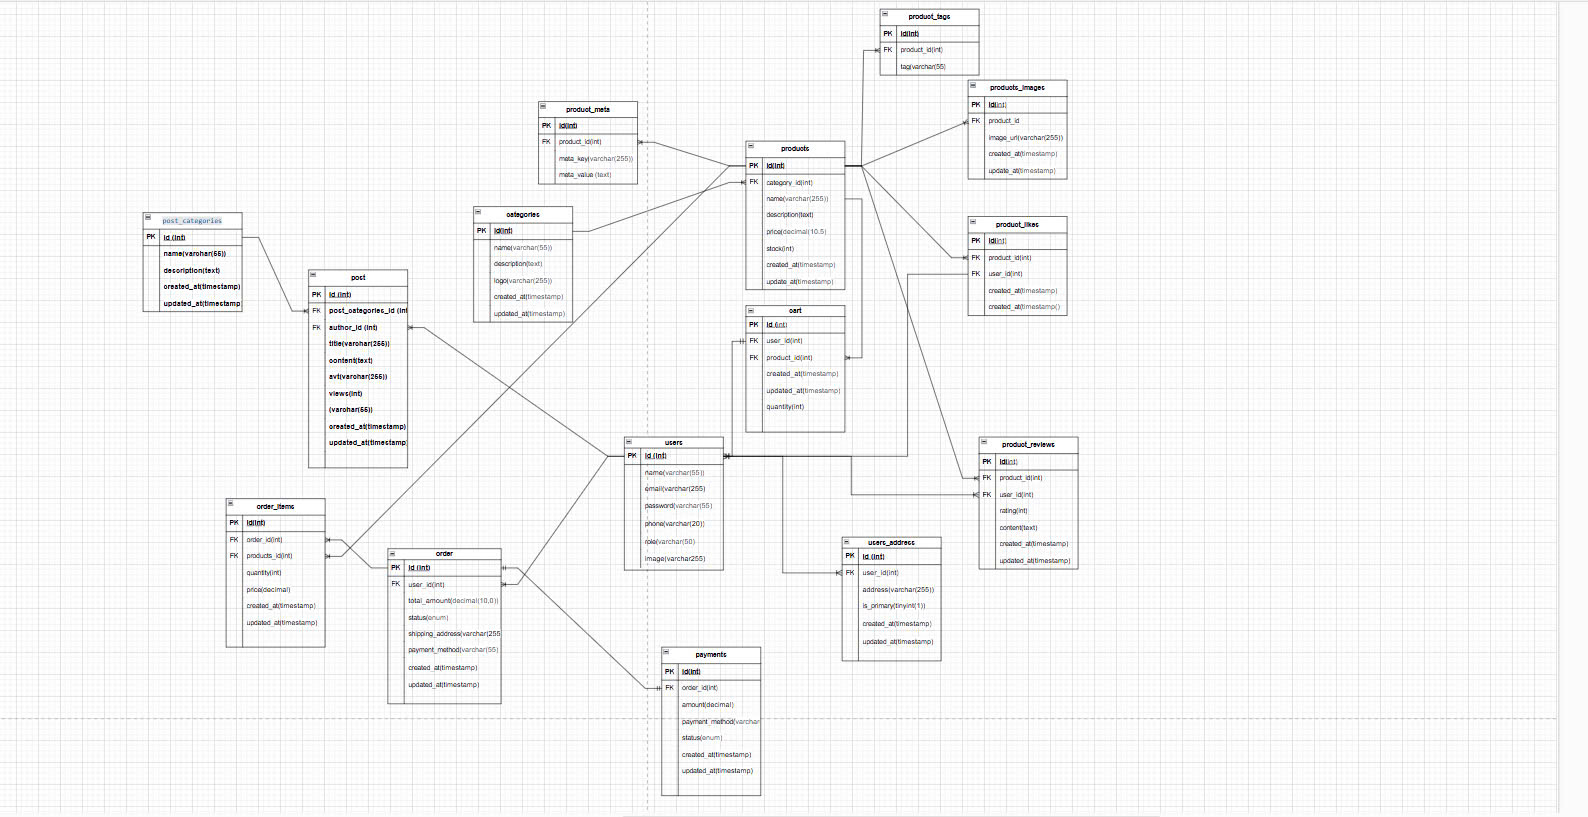 product_tags
PK id(int)
FK product_id(int)
tag(varchar(55)
products_images
PK id(int)
FK product_id
image_url(varchar(255))
created_at(timestamp)
update_at(timestamp)
product_meta
PK id(int)
FK product_id(int)
meta_key(varchar(255))
meta_value (text)
products
PK id(int)
FK category_id(int)
name(varchar(255))
description(text)
price(decimal(10,5)
stock(int)
created_at(timestamp)
update_at(timestamp)
categories
PK id(int)
name(varchar(55))
description(text)
logo(varchar(255))
created_at(timestamp)
updated_at(timestamp)
post_categories
PK id (int)
name(varchar(55))
description(text)
created_at(timestamp)
updated_at(timestamp
product_likes
PK id(int)
FK product_id(int)
FK user_id(int)
created_at(timestamp)
created_at(timestamp()
post
PK id (int)
FK post_categories_id (int
FK author_id (int)
title(varchar(255))
content(text)
avt(varchar(255))
views(int)
(varchar(55))
created_at(timestamp)
updated_at(timestamp
cart
PK id (int)
FK user_id(int)
FK product_id(int)
created_at(timestamp)
updated_at(timestamp)
quantity(int)
users
PK id (int)
name(varchar(55))
email(varchar(255)
password(varchar(55)
phone(varchar(20))
role(varchar(50)
image(varchar255)
product_reviews
PK id(int)
FK product_id(int)
FK user_id(int)
rating(int)
content(text)
created_at(timestamp)
updated_at(timestamp)
order_items
PK id(int)
FK order_id(int)
FK products_id(int)
quantity(int)
price(decimal)
created_at(timestamp)
updated_at(timestamp)
order
PK id (int)
FK user_id(int)
total_amount(decimal(10,0))
status(enum)
shipping_address(varchar(255
payment_method(varchar(55)
created_at(timestamp)
updated_at(timestamp)
users_address
PK id (int)
FK user_id(int)
address(varchar(255))
is_primary(tinyint(1))
created_at(timestamp)
updated_at(timestamp)
payments
PK id(int)
FK order_id(int)
amount(decimal)
payment_method(varchar
status(enum)
created_at(timestamp)
updated_at(timestamp)